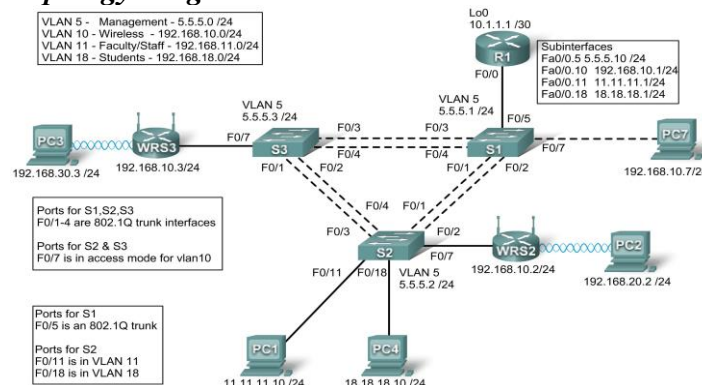 VLAN 5 - Management - 5.5.5.0 /24
VLAN 10 - Wireless - 192.168.10.0/24
VLAN 11 - Faculty/Staff - 192.168.11.0/24
VLAN 18 - Students - 192.168.18.0/24
Lo0
10.1.1.1 /30
R1
F0/0
Subinterfaces
Fa0/0.5 5.5.5.10 /24
Fa0/0.10 192.168.10.1/24
Fa0/0.11 11.11.11.1/24
Fa0/0.18 18.18.18.1/24
VLAN 5
5.5.5.3 /24
VLAN 5
5.5.5.1 /24
F0/5
PC3
192.168.30.3 /24
WRS3
192.168.10.3/24
F0/7
S3
F0/3
F0/3
F0/4
F0/4
F0/1
F0/2
S1
F0/1
F0/2
F0/7
PC7
192.168.10.7/24
Ports for S1,S2,S3
F0/1-4 are 802.1Q trunk interfaces
Ports for S2 & S3
F0/7 is in access mode for vlan10
F0/4
F0/1
F0/3
F0/2
S2
F0/7
F0/11
F0/18
VLAN 5
5.5.5.2 /24
WRS2
192.168.10.2/24
PC2
192.168.20.2 /24
Ports for S1
F0/5 is an 802.1Q trunk
Ports for S2
F0/11 is in VLAN 11
F0/18 is in VLAN 18
PC1
11.11.11.10 /24
PC4
18.18.18.10 /24